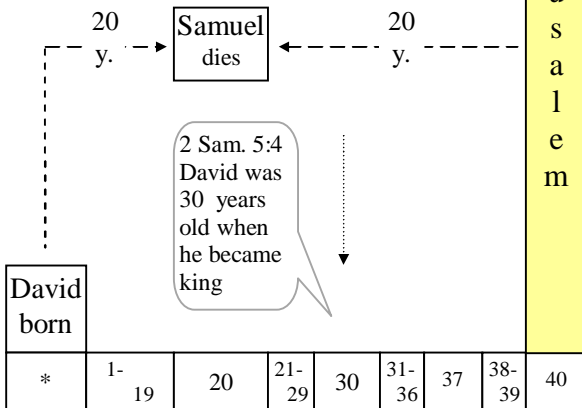 20
y.
Samuel
dies
20
y.
s
a
l
e
m
2 Sam. 5:4
David was
30 years
old when
he became
king
David
born
* 1-19 20 21-29 30 31-36 37 38-39 40